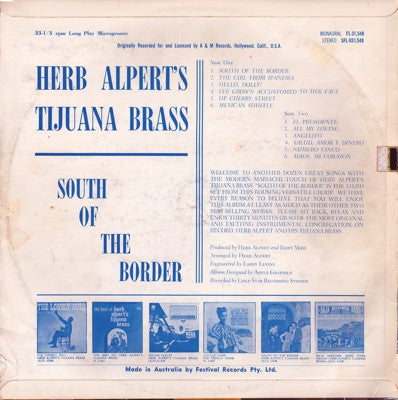 33-1/3 rpm Long Play Microgroove
MONAURAL FL-31,548
STEREO SFL-931,548
Originally Recorded for and Licensed by A & M Records, Hollywood, Calif., U.S.A.
HERB ALPERT'S
TIJUANA BRASS
SOUTH
OF
THE
BORDER
Side One
1. SOUTH OF THE BORDER
2. THE GIRL FROM IPANEMA
3. HELLO, DOLLY!
4. I'VE GROWN ACCUSTOMED TO HER FACE
5. UP CHERRY STREET
6. MEXICAN SHUFFLE
Side Two
1. EL PRESIDENTE
2. ALL MY LOVING
3. ANGELITO
4. SALUD, AMOR Y DINERO
5. NUMERO CINCO
6. ADIOS, MI CORAZON
WELCOME TO ANOTHER DOZEN GREAT SONGS WITH
THE MODERN MARIACHI-TOUCH OF HERB ALPERT'S
TIJUANA BRASS. "SOUTH OF THE BORDER" IS THE THIRD
SET FROM THIS ROUSING VERSATILE GROUP. WE HAVE
EVERY REASON TO BELIEVE THAT YOU WILL ENJOY
THIS ALBUM AT LEAST AS MUCH AS THEIR OTHER TWO
BEST SELLING WORKS. PLEASE SIT BACK, RELAX AND
ENJOY THIRTY MINUTES OR SO OF THE MOST ORIGINAL
AND EXCITING INSTRUMENTAL CONGREGATION ON
RECORD. HERB ALPERT AND HIS TIJUANA BRASS
Produced by Herb Alpert and Jerry Moss
Arranged by Herb Alpert
Engineered by Larry Levine
Album Designed by Apple Graphics
Recorded by Gold Star Recording Studios
THE LONELY BULL
the best of herb
alpert's
tijuana
brass
Made in Australia by Festival Records Pty. Ltd.